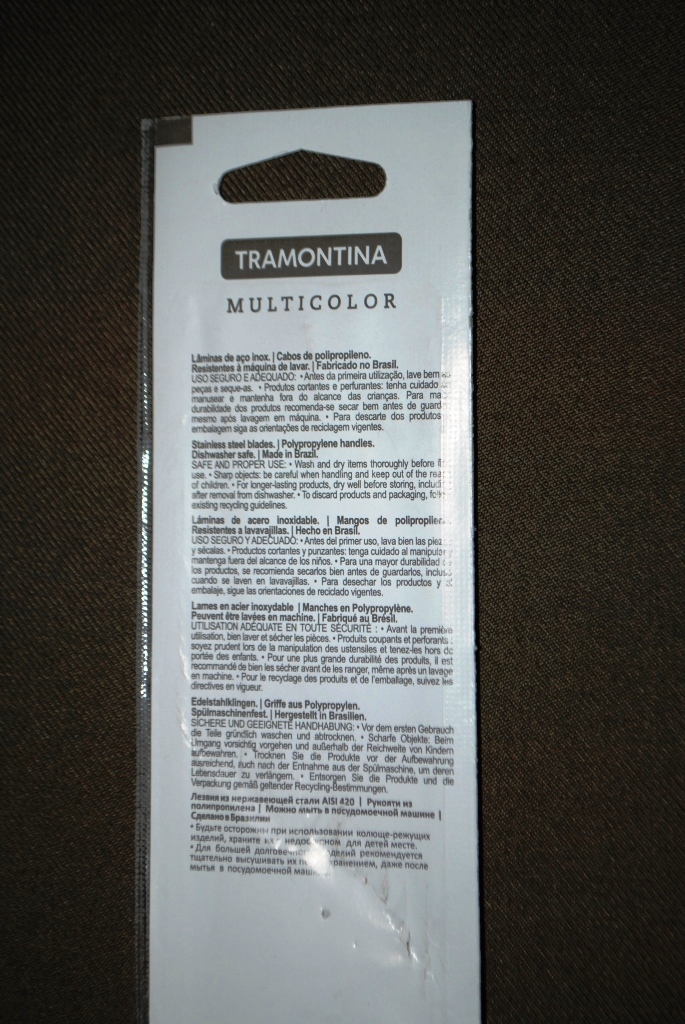 TRAMONTINA
MULTICOLOR
Lâminas de aço inox. | Cabos de polipropileno.
Resistentes à máquina de lavar. | Fabricado no Brasil.
USO SEGURO E ADEQUADO: • Antes da primeira utilização, lave bem as
peças e seque-as. • Produtos cortantes e perfurantes: tenha cuidado ao
manusear e mantenha fora do alcance das crianças. Para
durabilidade dos produtos recomenda-se secar bem antes de
mesmo após lavagem em máquina. • Para descarte dos produtos
embalagem siga as orientações de reciclagem vigentes.
Stainless steel blades. | Polypropylene handles.
Dishwasher safe. | Made in Brazil.
SAFE AND PROPER USE: • Wash and dry items thoroughly before
use. • Sharp objects: be careful when handling and keep out of the
of children. • For longer-lasting products, dry well before storing,
after removal from dishwasher. • To discard products and packaging,
existing recycling guidelines.
Láminas de acero inoxidable. | Mangos de
Resistentes a lavavajillas. | Hecho en Brasil.
USO SEGURO Y ADECUADO: • Antes del primer uso, lava bien las
y sécalas. • Productos cortantes y punzantes: tenga cuidado al
mantenga fuera del alcance de los niños. • Para una mayor durabilidad
los productos, se recomienda secarlos bien antes de guardarlos,
cuando se laven en lavavajillas. • Para desechar los productos y el
embalaje, sigue las orientaciones de reciclado vigentes.
Lames en acier inoxydable | Manches en Polypropylène.
Peuvent être lavées en machine. | Fabriqué au Brésil.
UTILISATION ADÉQUATE EN TOUTE SÉCURITÉ : • Avant la première
utilisation, bien laver et sécher les pièces. • Produits coupants et perforants :
soyez prudent lors de la manipulation des ustensiles et tenez-les hors de
portée des enfants. • Pour une plus grande durabilité des produits, il est
recommandé de bien les sécher avant de les ranger, même après un lavage
en machine. • Pour le recyclage des produits et de l'emballage, suivez les
directives en vigueur.
Edelstahlklingen. | Griffe aus Polypropylen.
Spülmaschinenfest. | Hergestellt in Brasilien.
SICHERE UND GEEIGNETE HANDHABUNG: • Vor dem ersten Gebrauch
die Teile gründlich waschen und abtrocknen. • Scharfe Objekte: Beim
Umgang vorsichtig vorgehen und außerhalb der Reichweite von Kindern
aufbewahren. • Trocknen Sie die Produkte vor der Aufbewahrung
ausreichend, auch nach der Entnahme aus der Spülmaschine, um deren
Lebensdauer zu verlängern. • Entsorgen Sie die Produkte und die
Verpackung gemäß geltender Recycling-Bestimmungen.
Лезвия из нержавеющей стали AISI 420 | Рукояти из
полипропилена | Можно мыть в посудомоечной машине |
Сделано в Бразилии
• Будьте осторожны при использовании колюще-режущих
изделий, храните их в недоступном для детей месте.
• Для большей долговечности изделий рекомендуется
тщательно высушивать их хранением, даже после
мытья в посудомоечной